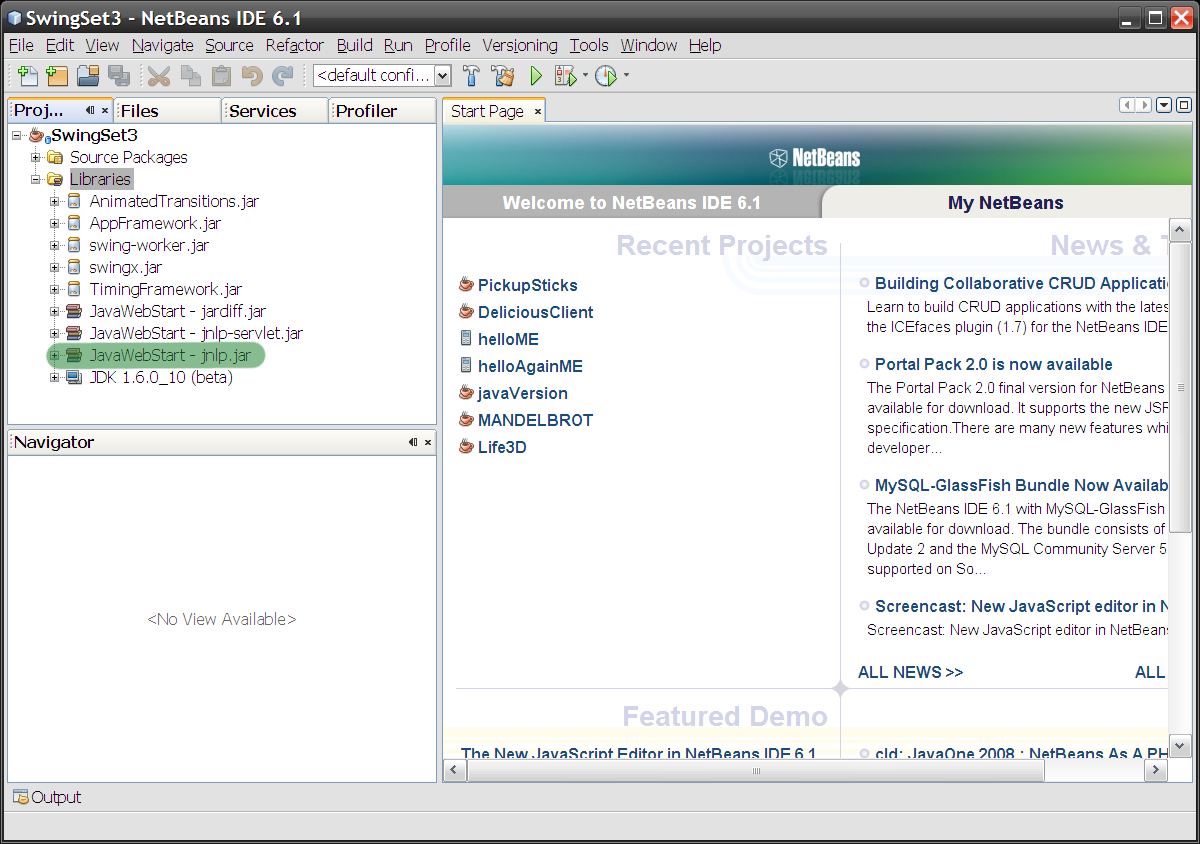 SwingSet3 - NetBeans IDE 6.1
File Edit View Navigate Source Refactor Build Run Profile Versioning Tools Window Help
<default confi...
Proj... Files Services Profiler
SwingSet3
Source Packages
Libraries
AnimatedTransitions.jar
AppFramework.jar
swing-worker.jar
swingx.jar
TimingFramework.jar
JavaWebStart - jardiff.jar
JavaWebStart - jnlp-servlet.jar
JavaWebStart - jnlp.jar
JDK 1.6.0_10 (beta)
Navigator
<No View Available>
Start Page
NetBeans
Welcome to NetBeans IDE 6.1
My NetBeans
Recent Projects
PickupSticks
DeliciousClient
helloME
helloAgainME
javaVersion
MANDELBROT
Life3D
News & T
Building Collaborative CRUD Applicati
Learn to build CRUD applications with the latest
the ICEfaces plugin (1.7) for the NetBeans IDE
Portal Pack 2.0 is now available
The Portal Pack 2.0 final version for NetBeans
available for download. It supports the new JSR
specification.There are many new features whi
developer...
MySQL-GlassFish Bundle Now Availab
The NetBeans IDE 6.1 with MySQL-GlassFish
available for download. The bundle consists of
Update 2 and the MySQL Community Server 5
supported on So...
Screencast: New JavaScript editor in N
Screencast: New JavaScript editor in NetBeans
ALL NEWS >>
ALL
Featured Demo
The New JavaScript Editor in NetBeans IDE 6.1
cld: JavaOne 2008 : NetBeans As A PH
Output